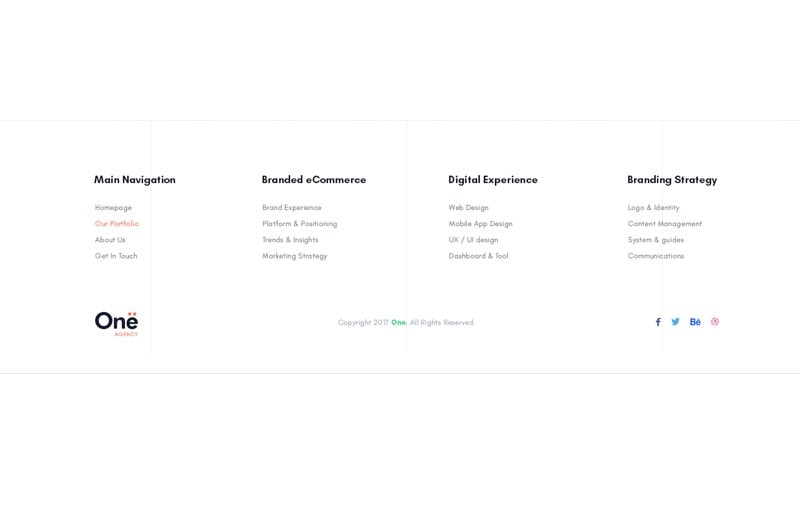 Main Navigation
Homepage
Our Portfolio
About Us
Get In Touch
Branded eCommerce
Brand Experience
Platform & Positioning
Trends & Insights
Marketing Strategy
Digital Experience
Web Design
Mobile App Design
UX / UI design
Dashboard & Tool
Branding Strategy
Logo & Identity
Content Management
System & guides
Communications
Onë
AGENCY
Copyright 2017 One. All Rights Reserved.
Bē